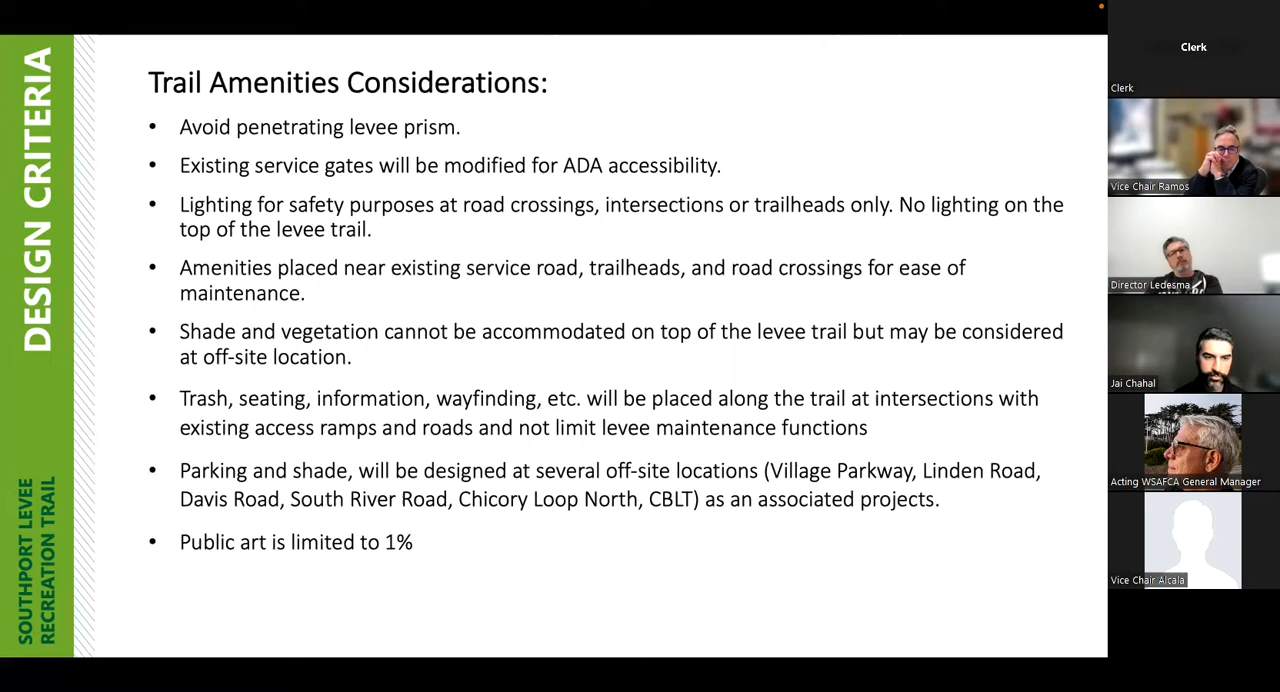 DESIGN CRITERIA
SOUTHPORT LEVEE
RECREATION TRAIL
Trail Amenities Considerations:
• Avoid penetrating levee prism.
• Existing service gates will be modified for ADA accessibility.
• Lighting for safety purposes at road crossings, intersections or trailheads only. No lighting on the
top of the levee trail.
• Amenities placed near existing service road, trailheads, and road crossings for ease of
maintenance.
• Shade and vegetation cannot be accommodated on top of the levee trail but may be considered
at off-site location.
• Trash, seating, information, wayfinding, etc. will be placed along the trail at intersections with
existing access ramps and roads and not limit levee maintenance functions
• Parking and shade, will be designed at several off-site locations (Village Parkway, Linden Road,
Davis Road, South River Road, Chicory Loop North, CBLT) as an associated projects.
• Public art is limited to 1%
Clerk
Clerk
Vice Chair Ramos
Director Ledesma
Jai Chahal
Acting WSAFCA General Manager
Vice Chair Alcala